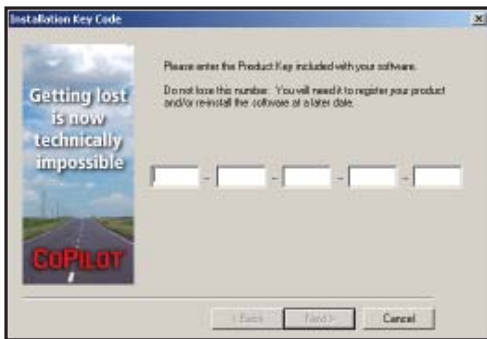 Installation Key Code
Getting lost
is now
technically
impossible
COPILOT
Please enter the Product Key included with your software.
Do not lose this number. You will need it to register your product
and/or re-install the software at a later date.
- - - -
< Back
Next >
Cancel